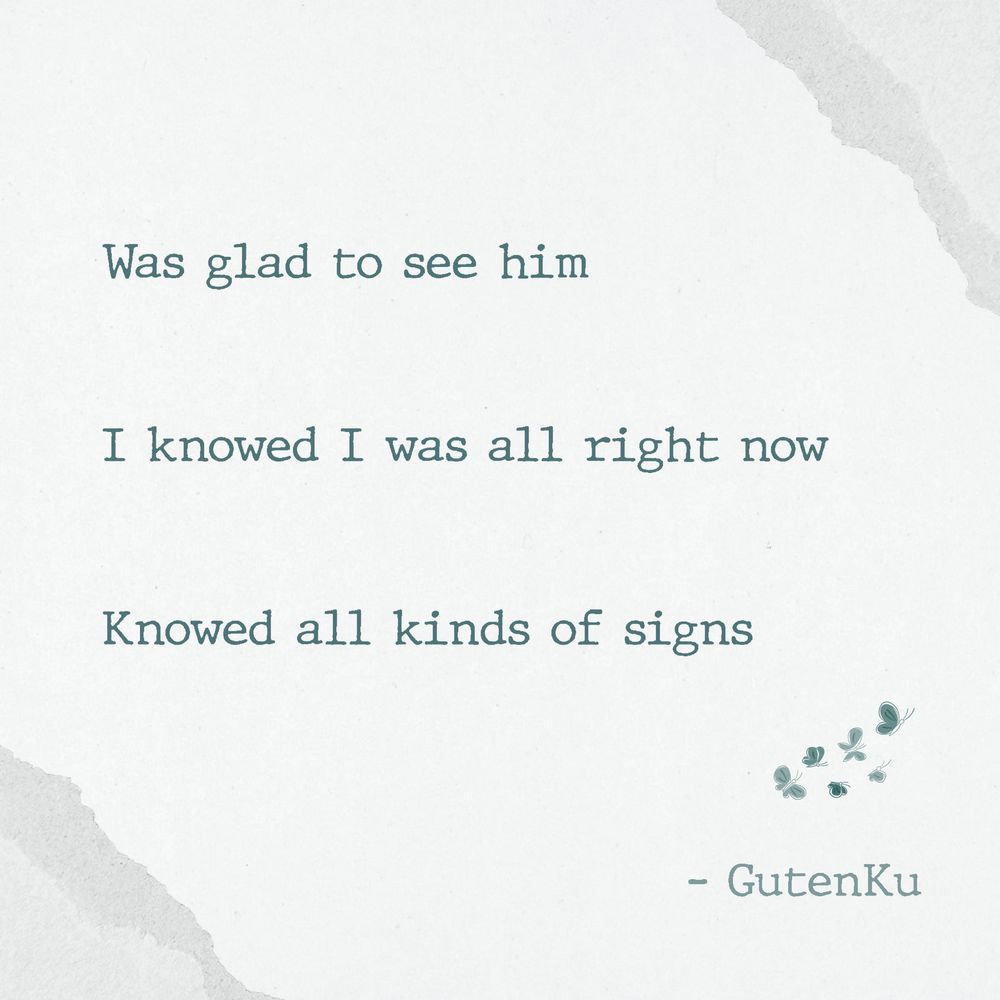 Was glad to see him
I knowed I was all right now
Knowed all kinds of signs
- GutenKu